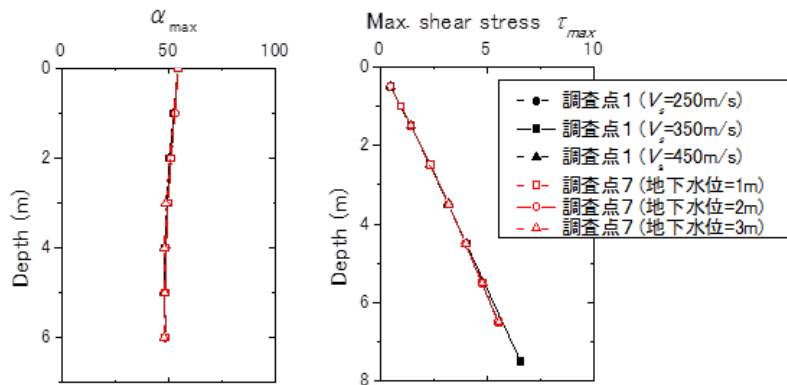 α max
0 50 100
Depth (m)
0
2
4
6
Max. shear stress τmax
0 5 10
Depth (m)
0
2
4
6
8
調査点1 (Vs=250m/s)
調査点1 (Vs=350m/s)
調査点1 (Vs=450m/s)
調査点7 (地下水位=1m)
調査点7 (地下水位=2m)
調査点7 (地下水位=3m)